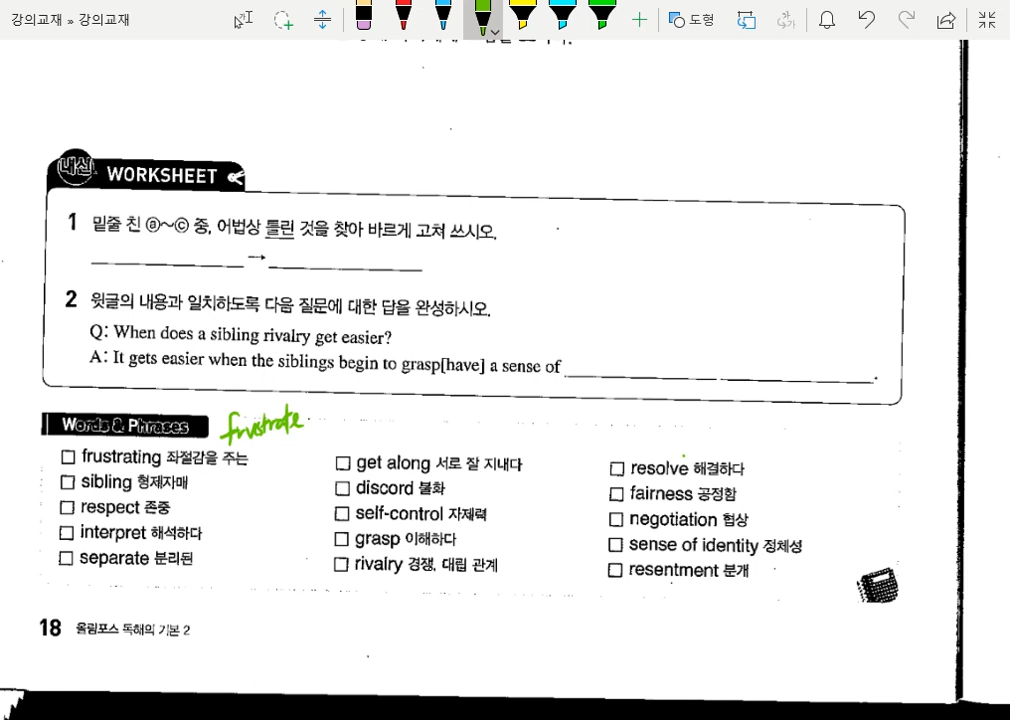 강의교재 » 강의교재
도형
내신 WORKSHEET
1 밑줄 친 ⓐ~ⓒ 중, 어법상 틀린 것을 찾아 바르게 고쳐 쓰시오.
____________ → ____________
2 윗글의 내용과 일치하도록 다음 질문에 대한 답을 완성하시오.
Q: When does a sibling rivalry get easier?
A: It gets easier when the siblings begin to grasp[have] a sense of ____________ ____________.
Words & Phrases frustrate
□ frustrating 좌절감을 주는
□ sibling 형제자매
□ respect 존중
□ interpret 해석하다
□ separate 분리된
□ get along 서로 잘 지내다
□ discord 불화
□ self-control 자제력
□ grasp 이해하다
□ rivalry 경쟁, 대립 관계
□ resolve 해결하다
□ fairness 공정함
□ negotiation 협상
□ sense of identity 정체성
□ resentment 분개
18 올림포스 독해의 기본 2